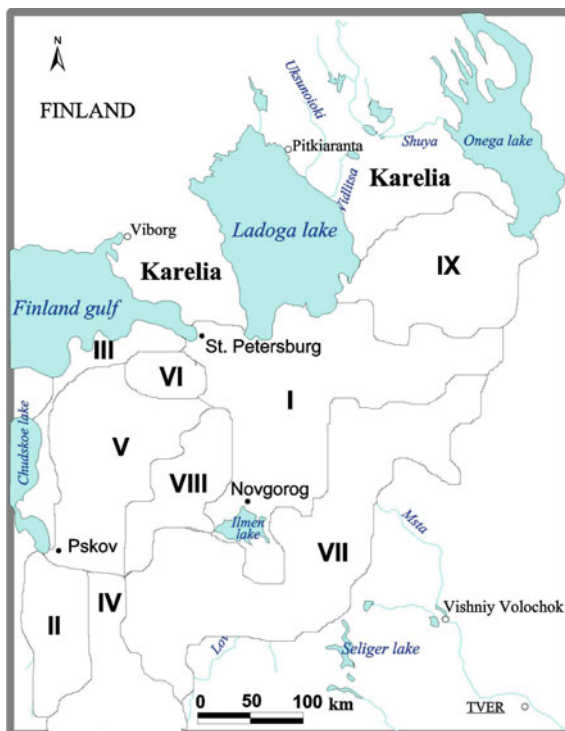 N
FINLAND
Uksunoioki
Pitkiaranta
Shuya
Onega lake
Vidlitsa
Karelia
Viborg
Ladoga lake
Karelia
IX
Finland gulf
St. Petersburg
III
VI
I
Chudskoe lake
V
VIII
Novgorog
Ilmen
lake
Msta
Pskov
VII
IV
II
Vishniy Volochok
Lov
Seliger lake
0 50 100 km
TVER